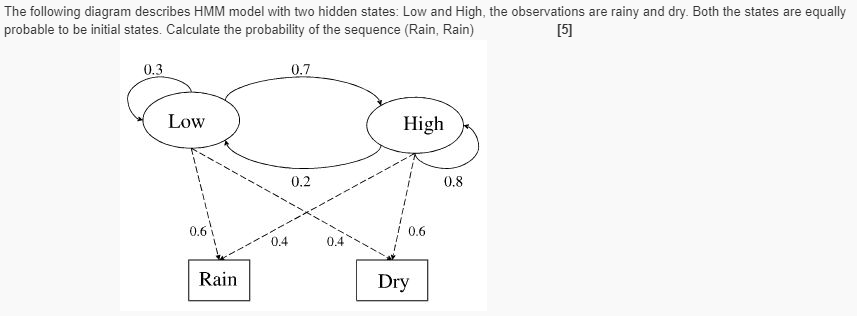 The following diagram describes HMM model with two hidden states: Low and High, the observations are rainy and dry. Both the states are equally
probable to be initial states. Calculate the probability of the sequence (Rain, Rain) [5]
0.3 0.7
Low High
0.2 0.8
0.6 0.4 0.4 0.6
Rain Dry